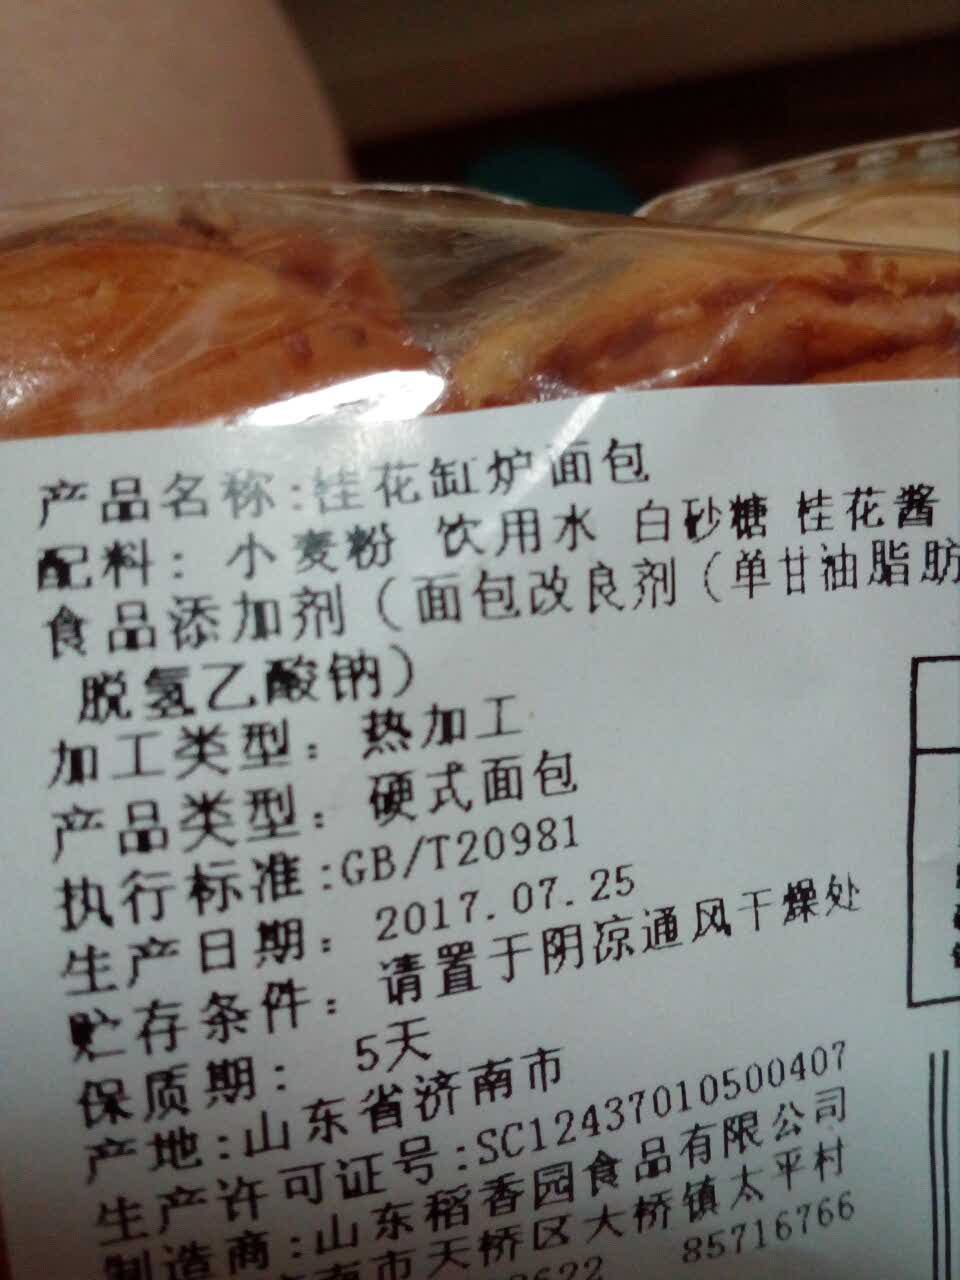 产品名称:桂花缸炉面包
配料: 小麦粉 饮用水 白砂糖 桂花酱
食品添加剂（面包改良剂（单甘油脂肪
脱氢乙酸钠）
加工类型: 热加工
产品类型: 硬式面包
执行标准:GB/T20981
生产日期: 2017.07.25
贮存条件: 请置于阴凉通风干燥处
保质期: 5天
产地:山东省济南市
生产许可证号:SC12437010500407
制造商:山东稻香园食品有限公司
南市天桥区大桥镇太平村
8622 85716766